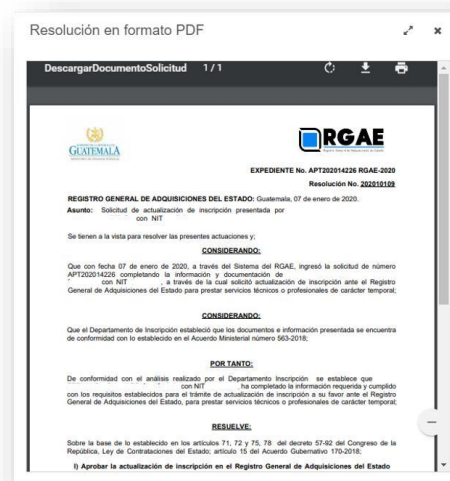 Resolución en formato PDF
DescargarDocumentoSolicitud 1 / 1
GUATEMALA
RGAE
EXPEDIENTE No. APT202014226 RGAE-2020
Resolución No. 202010109
REGISTRO GENERAL DE ADQUISICIONES DEL ESTADO: Guatemala, 07 de enero de 2020.
Asunto: Solicitud de actualización de inscripción presentada por
con NIT
Se tienen a la vista para resolver las presentes actuaciones y;
CONSIDERANDO:
Que con fecha 07 de enero de 2020, a través del Sistema del RGAE, ingresó la solicitud de número
APT202014226 completando la información y documentación de
con NIT , a través de la cual solicitó actualización de inscripción ante el Registro
General de Adquisiciones del Estado para prestar servicios técnicos o profesionales de carácter temporal;
CONSIDERANDO:
Que el Departamento de Inscripción estableció que los documentos e información presentada se encuentra
de conformidad con lo establecido en el Acuerdo Ministerial número 563-2018;
POR TANTO:
De conformidad con el análisis realizado por el Departamento Inscripción se establece que
con NIT , ha completado la información requerida y cumplido
con los requisitos establecidos para el trámite de actualización de inscripción a su favor ante el Registro
General de Adquisiciones del Estado, para prestar servicios técnicos o profesionales de carácter temporal;
RESUELVE:
Sobre la base de lo establecido en los artículos 71, 72 y 75, 78 del decreto 57-92 del Congreso de la
República, Ley de Contrataciones del Estado; artículo 15 del Acuerdo Gubernativo 170-2018;
I) Aprobar la actualización de inscripción en el Registro General de Adquisiciones del Estado